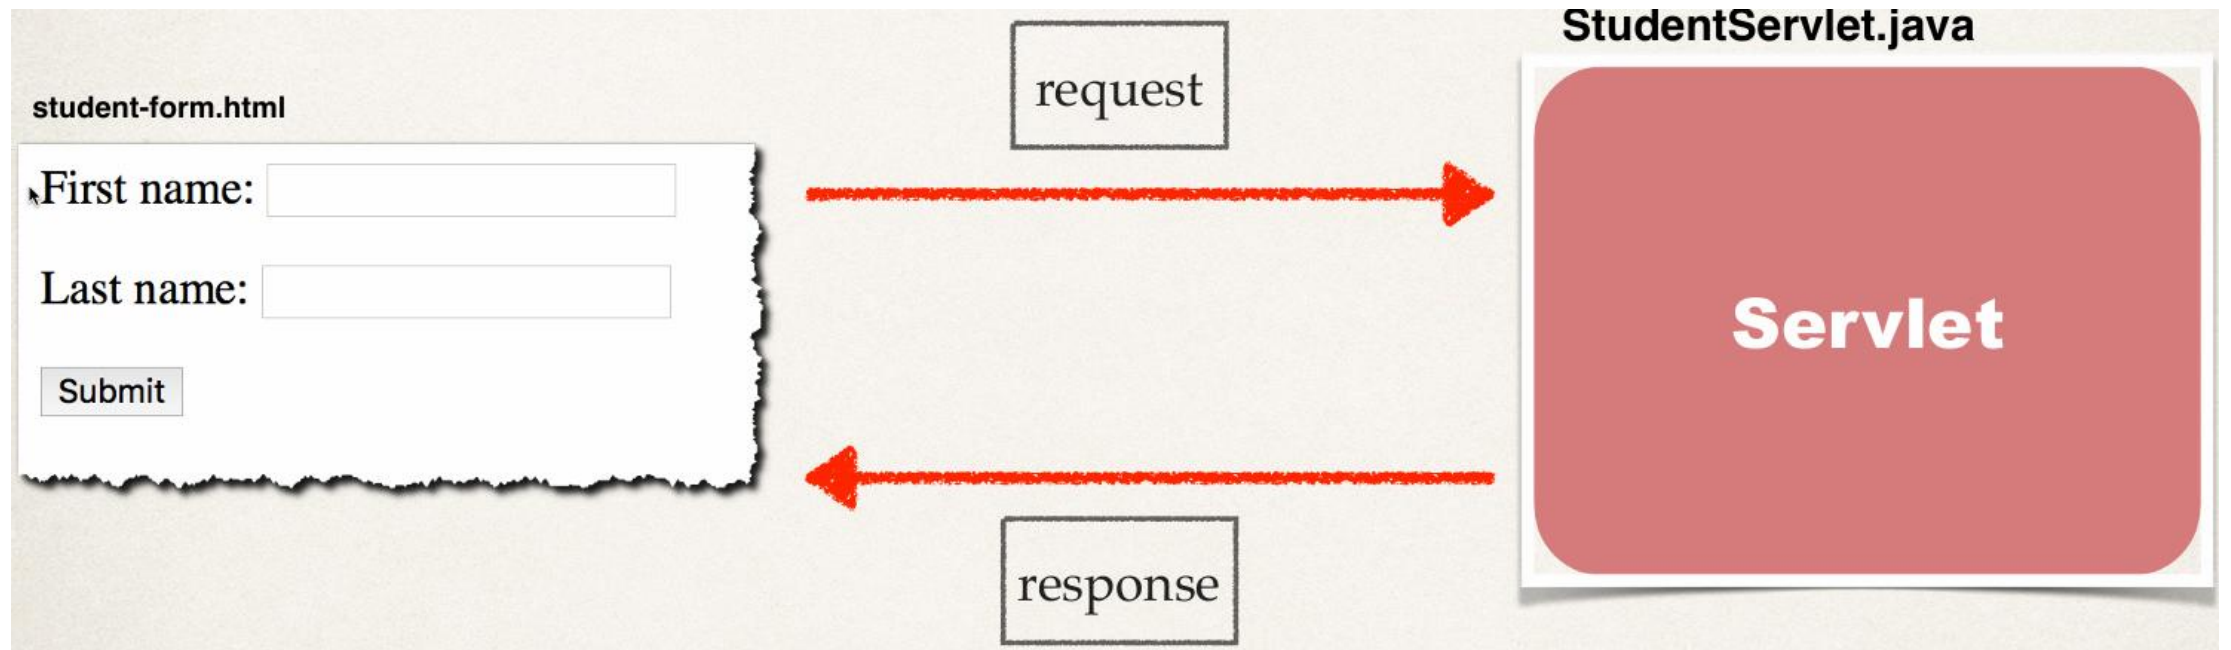 StudentServlet.java
request
student-form.html
First name:
Last name:
Submit
Servlet
response